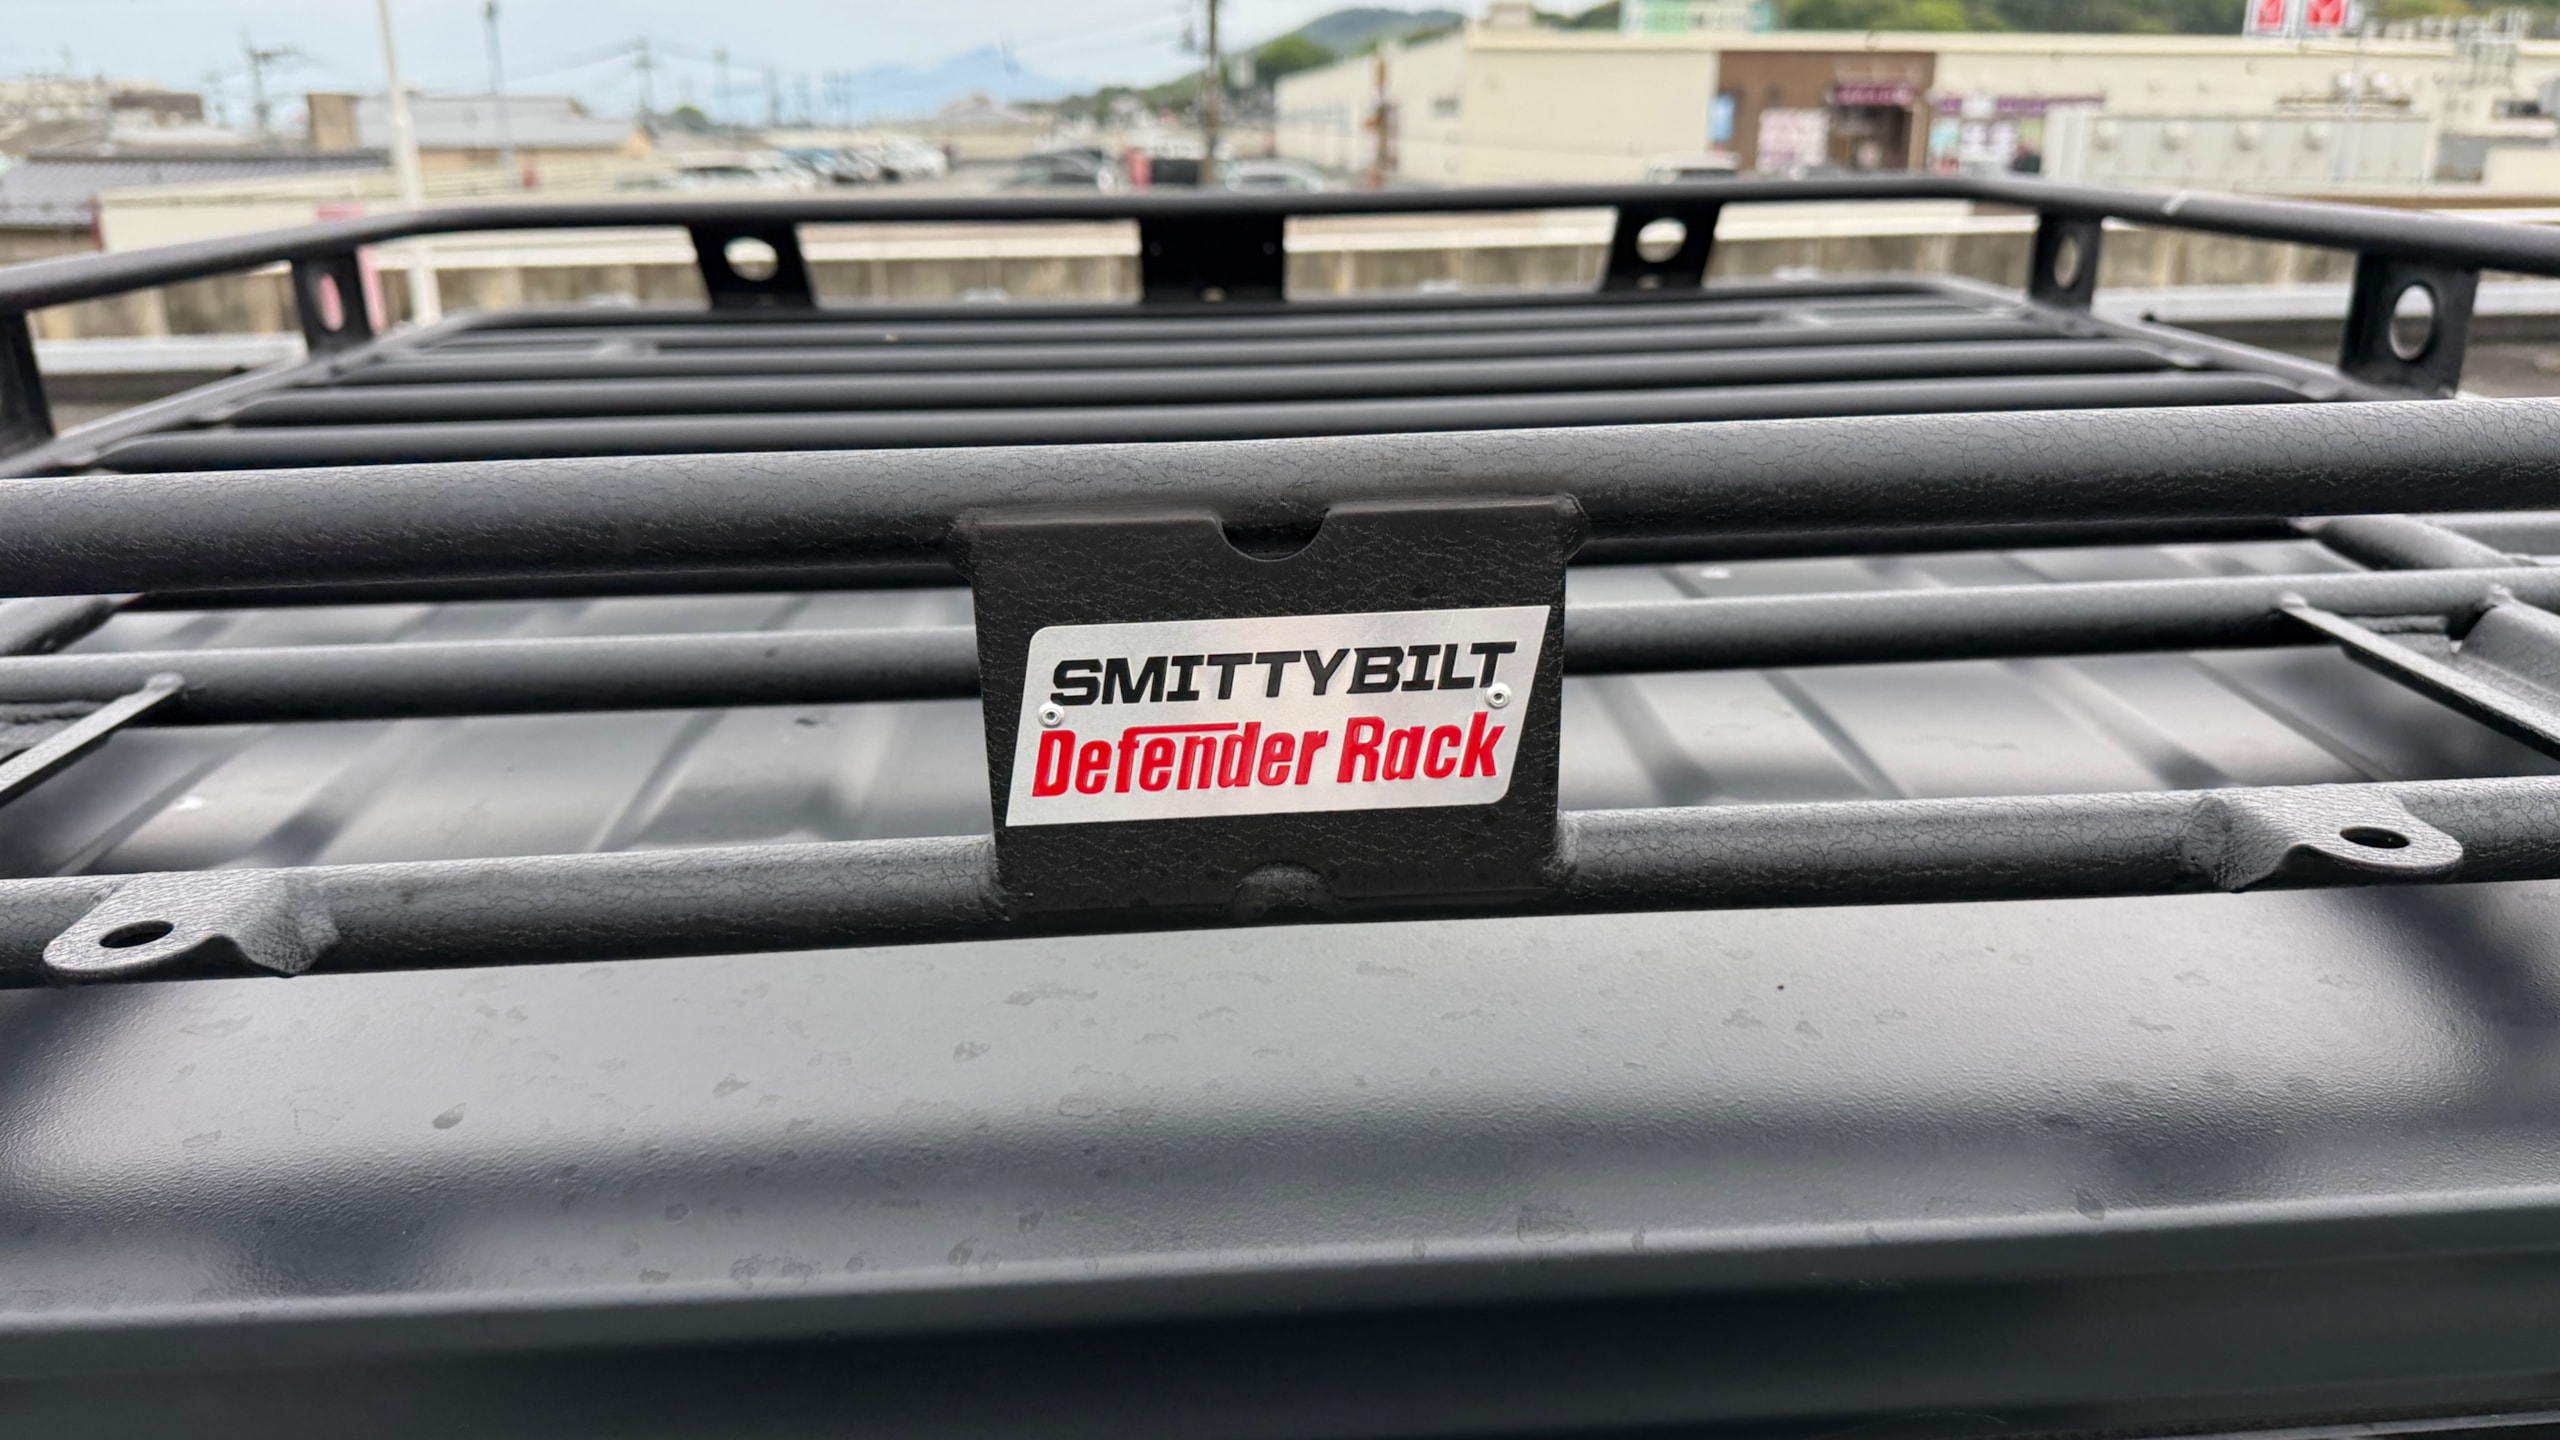 SMITTYBILT
Defender Rack